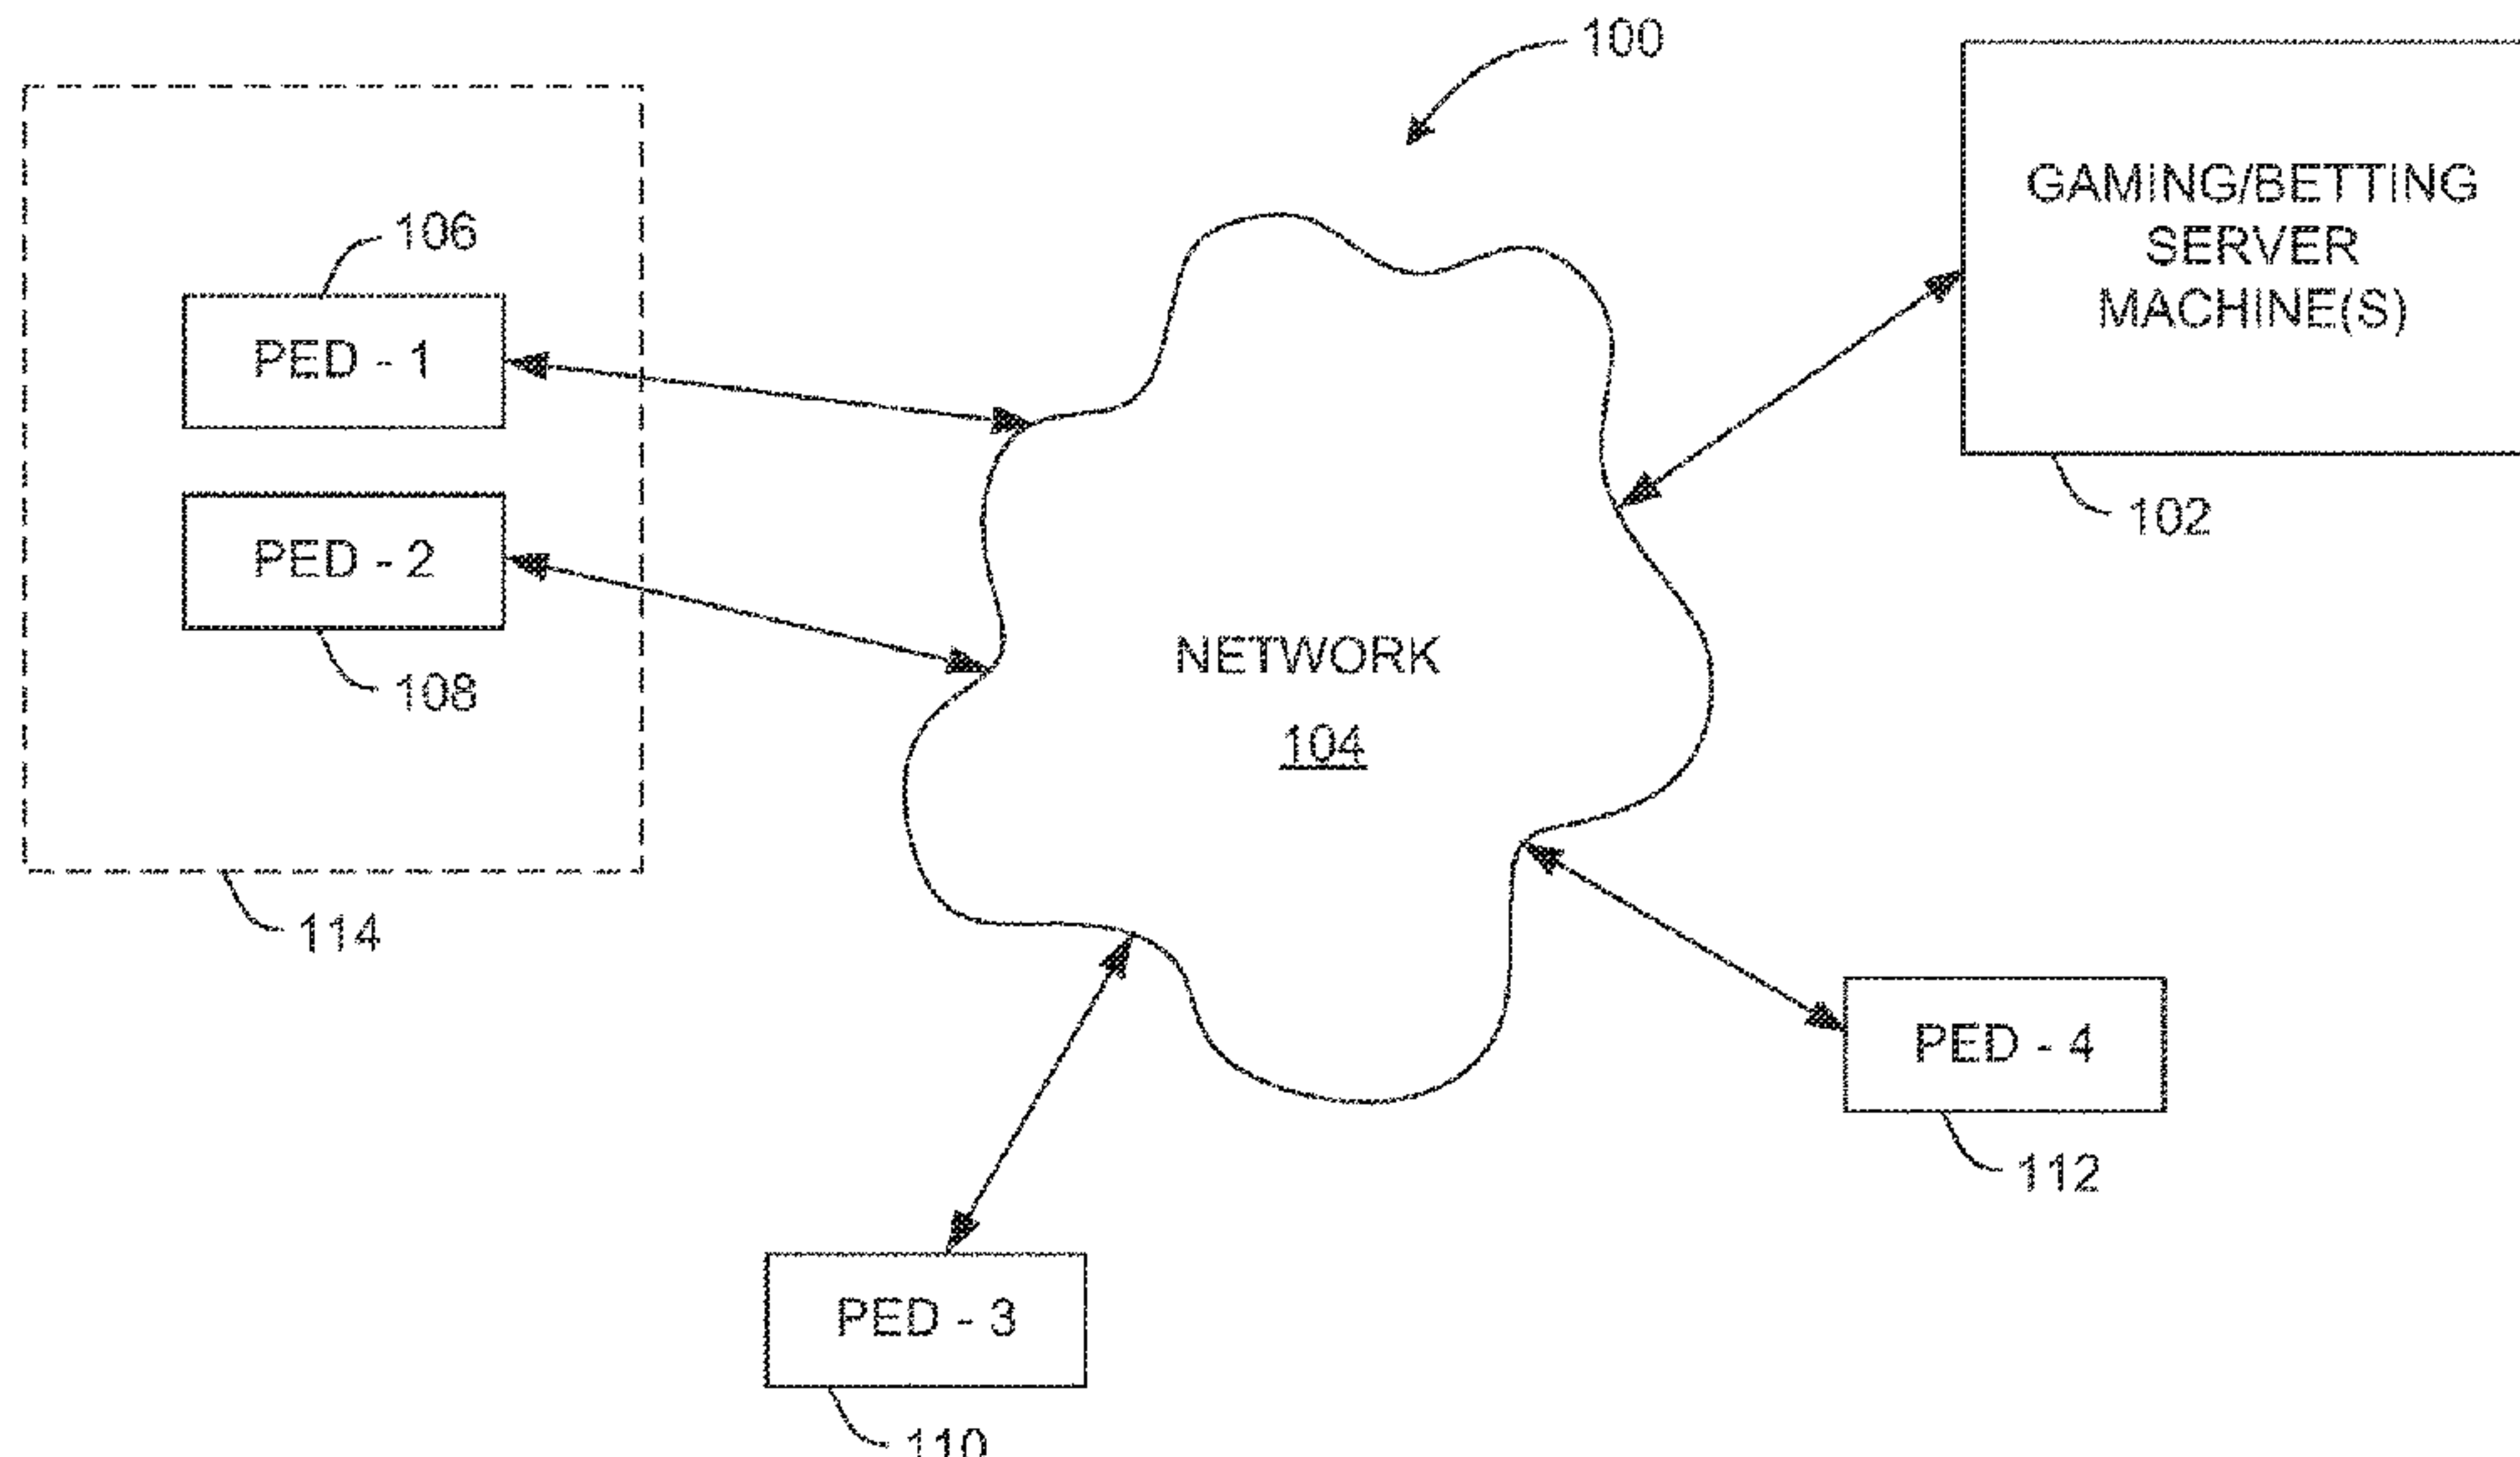 100
GAMING/BETTING
SERVER
MACHINE(S)
102
106
PED - 1
PED - 2
108
114
NETWORK
104
PED - 4
112
PED - 3
110